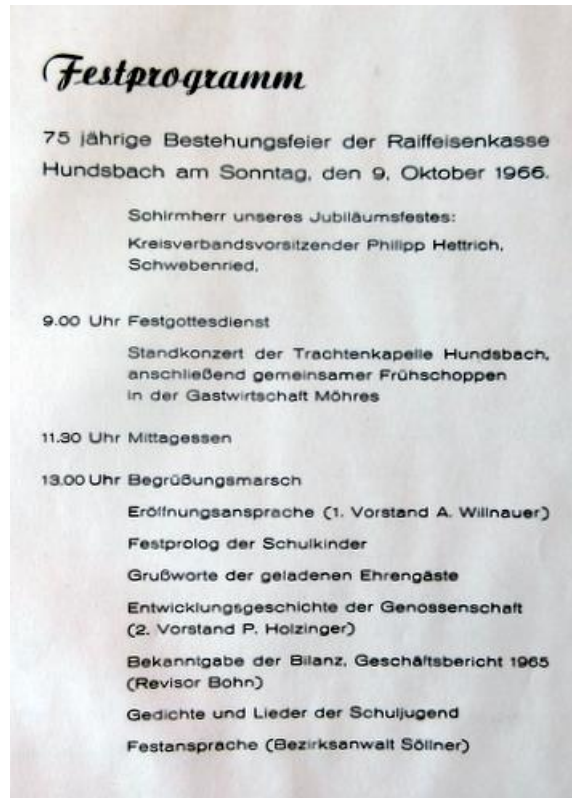 Festprogramm
75 jährige Bestehungsfeier der Raiffeisenkasse
Hundsbach am Sonntag, den 9. Oktober 1966.
Schirmherr unseres Jubiläumsfestes:
Kreisverbandsvorsitzender Philipp Hettrich,
Schwebenried.
9.00 Uhr Festgottesdienst
Standkonzert der Trachtenkapelle Hundsbach,
anschließend gemeinsamer Frühschoppen
in der Gastwirtschaft Möhres
11.30 Uhr Mittagessen
13.00 Uhr Begrüßungsmarsch
Eröffnungsansprache (1. Vorstand A. Willnauer)
Festprolog der Schulkinder
Grußworte der geladenen Ehrengäste
Entwicklungsgeschichte der Genossenschaft
(2. Vorstand P. Holzinger)
Bekanntgabe der Bilanz, Geschäftsbericht 1965
(Revisor Bohn)
Gedichte und Lieder der Schuljugend
Festansprache (Bezirksanwalt Söllner)